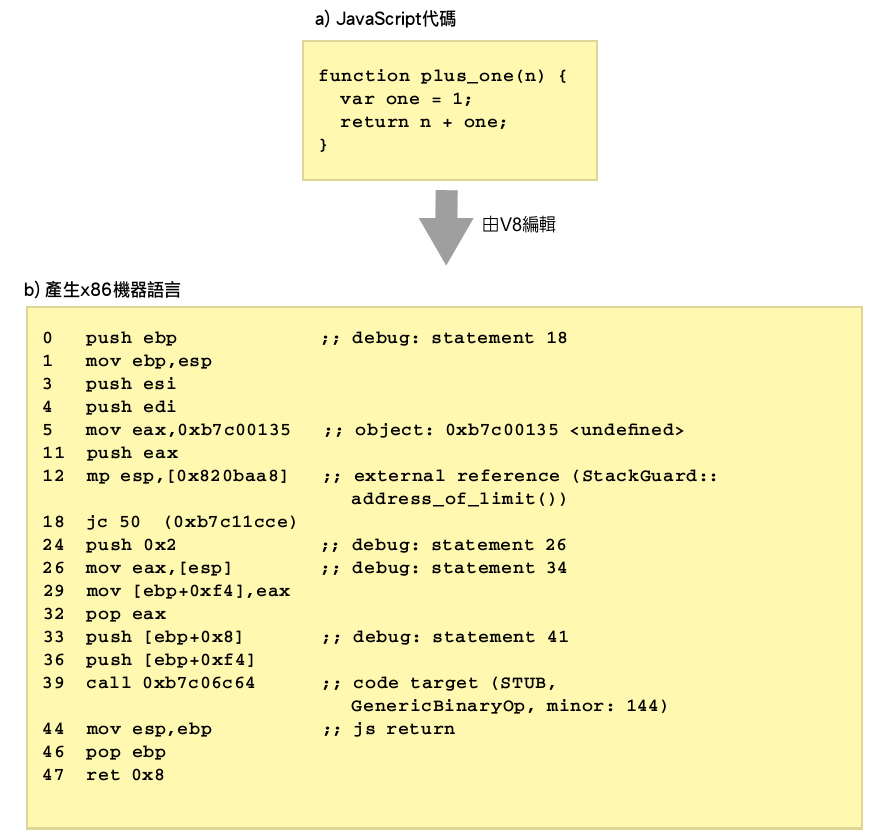 a) JavaScript代碼
function plus_one(n) {
  var one = 1;
  return n + one;
}
由V8編輯
b) 產生x86機器語言
0 push ebp ;; debug: statement 18
1 mov ebp,esp
3 push esi
4 push edi
5 mov eax,0xb7c00135 ;; object: 0xb7c00135 <undefined>
11 push eax
12 mp esp,[0x820baa8] ;; external reference (StackGuard::
address_of_limit())
18 jc 50 (0xb7c11cce)
24 push 0x2 ;; debug: statement 26
26 mov eax,[esp] ;; debug: statement 34
29 mov [ebp+0xf4],eax
32 pop eax
33 push [ebp+0x8] ;; debug: statement 41
36 push [ebp+0xf4]
39 call 0xb7c06c64 ;; code target (STUB,
GenericBinaryOp, minor: 144)
44 mov esp,ebp ;; js return
46 pop ebp
47 ret 0x8